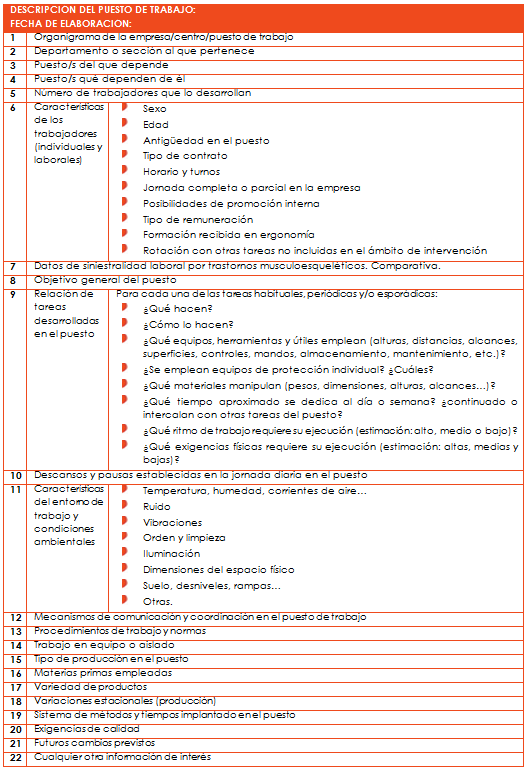 DESCRIPCION DEL PUESTO DE TRABAJO:
FECHA DE ELABORACION:
1 Organigrama de la empresa/centro/puesto de trabajo
2 Departamento o sección al que pertenece
3 Puesto/s del que depende
4 Puesto/s que dependen de él
5 Número de trabajadores que lo desarrollan
6 Características
de los
trabajadores
(individuales y
laborales)
Sexo
Edad
Antigüedad en el puesto
Tipo de contrato
Horario y turnos
Jornada completa o parcial en la empresa
Posibilidades de promoción interna
Tipo de remuneración
Formación recibida en ergonomía
Rotación con otras tareas no incluidas en el ámbito de intervención
7 Datos de siniestralidad laboral por trastornos musculoesqueléticos. Comparativa.
8 Objetivo general del puesto
9 Relación de
tareas
desarrolladas
en el puesto
Para cada una de las tareas habituales, periódicas y/o esporádicas:
¿Qué hacen?
¿Cómo lo hacen?
¿Qué equipos, herramientas y útiles emplean (alturas, distancias, alcances,
superficies, controles, mandos, almacenamiento, mantenimiento, etc.)?
¿Se emplean equipos de protección individual? ¿Cuáles?
¿Qué materiales manipulan (pesos, dimensiones, alturas, alcances...)?
¿Qué tiempo aproximado se dedica al día o semana? ¿continuado o
intercalan con otras tareas del puesto?
¿Qué ritmo de trabajo requiere su ejecución (estimación: alto, medio o bajo)?
¿Qué exigencias físicas requiere su ejecución (estimación: altas, medias y
bajas)?
10 Descansos y pausas establecidas en la jornada diaria en el puesto
11 Características
del entorno de
trabajo y
condiciones
ambientales
Temperatura, humedad, corrientes de aire...
Ruido
Vibraciones
Orden y limpieza
Iluminación
Dimensiones del espacio físico
Suelo, desniveles, rampas...
Otras.
12 Mecanismos de comunicación y coordinación en el puesto de trabajo
13 Procedimientos de trabajo y normas
14 Trabajo en equipo o aislado
15 Tipo de producción en el puesto
16 Materias primas empleadas
17 Variedad de productos
18 Variaciones estacionales (producción)
19 Sistema de métodos y tiempos implantado en el puesto
20 Exigencias de calidad
21 Futuros cambios previstos
22 Cualquier otra información de interés